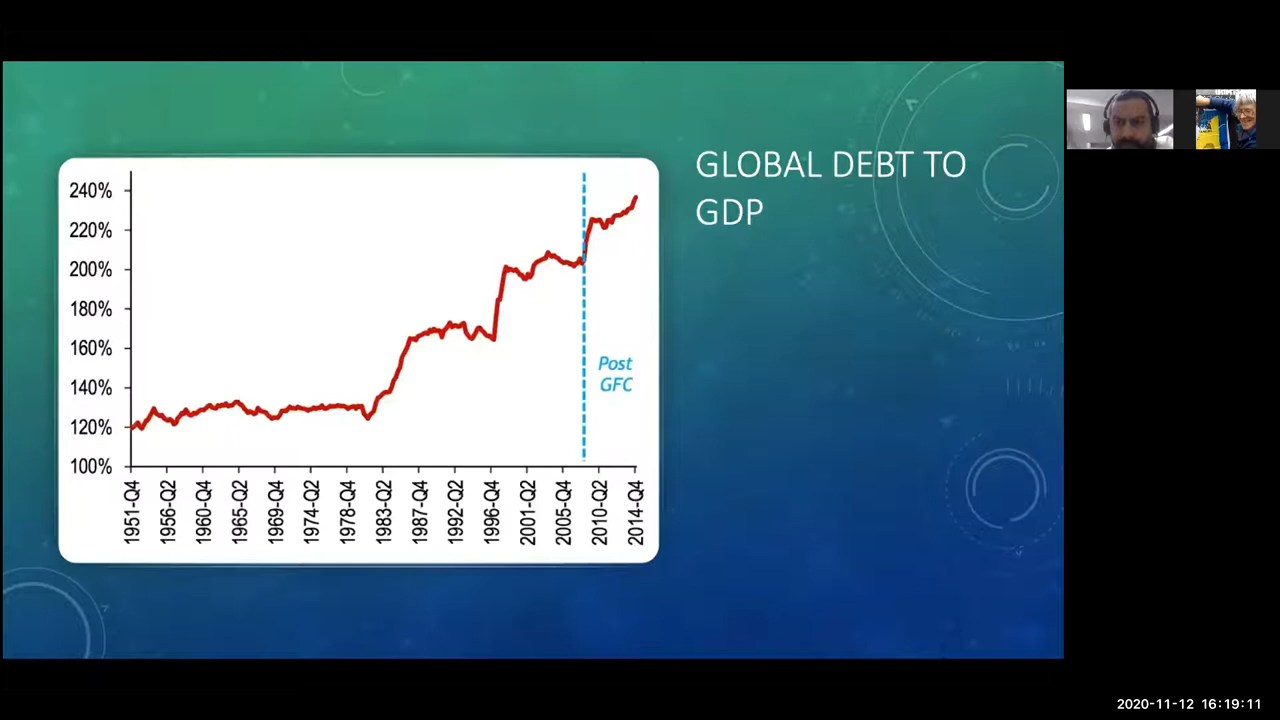 GLOBAL DEBT TO
GDP
240%
220%
200%
180%
160%
140%
120%
100%
Post
GFC
1951-Q4
1956-Q2
1960-Q4
1965-Q2
1969-Q4
1974-Q2
1978-Q4
1983-Q2
1987-Q4
1992-Q2
1996-Q4
2001-Q2
2005-Q4
2010-Q2
2014-Q4
2020-11-12 16:19:11